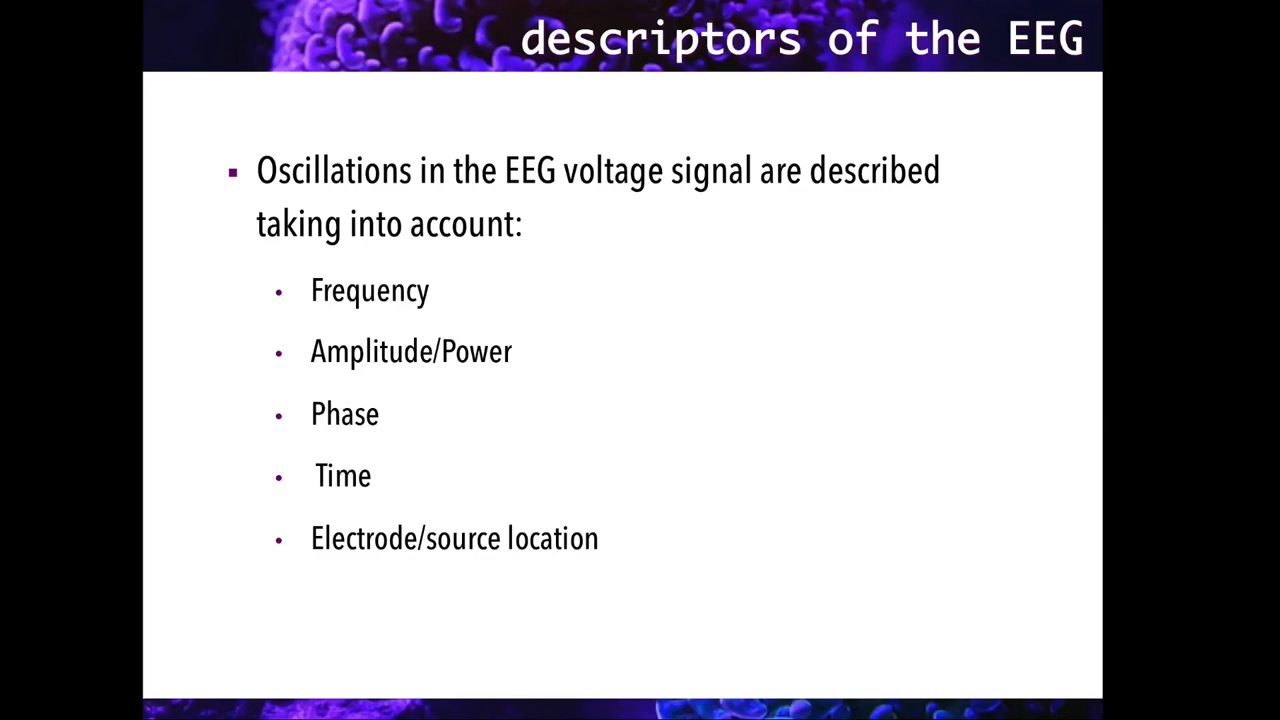 descriptors of the EEG
▪ Oscillations in the EEG voltage signal are described
taking into account:
• Frequency
• Amplitude/Power
• Phase
• Time
• Electrode/source location